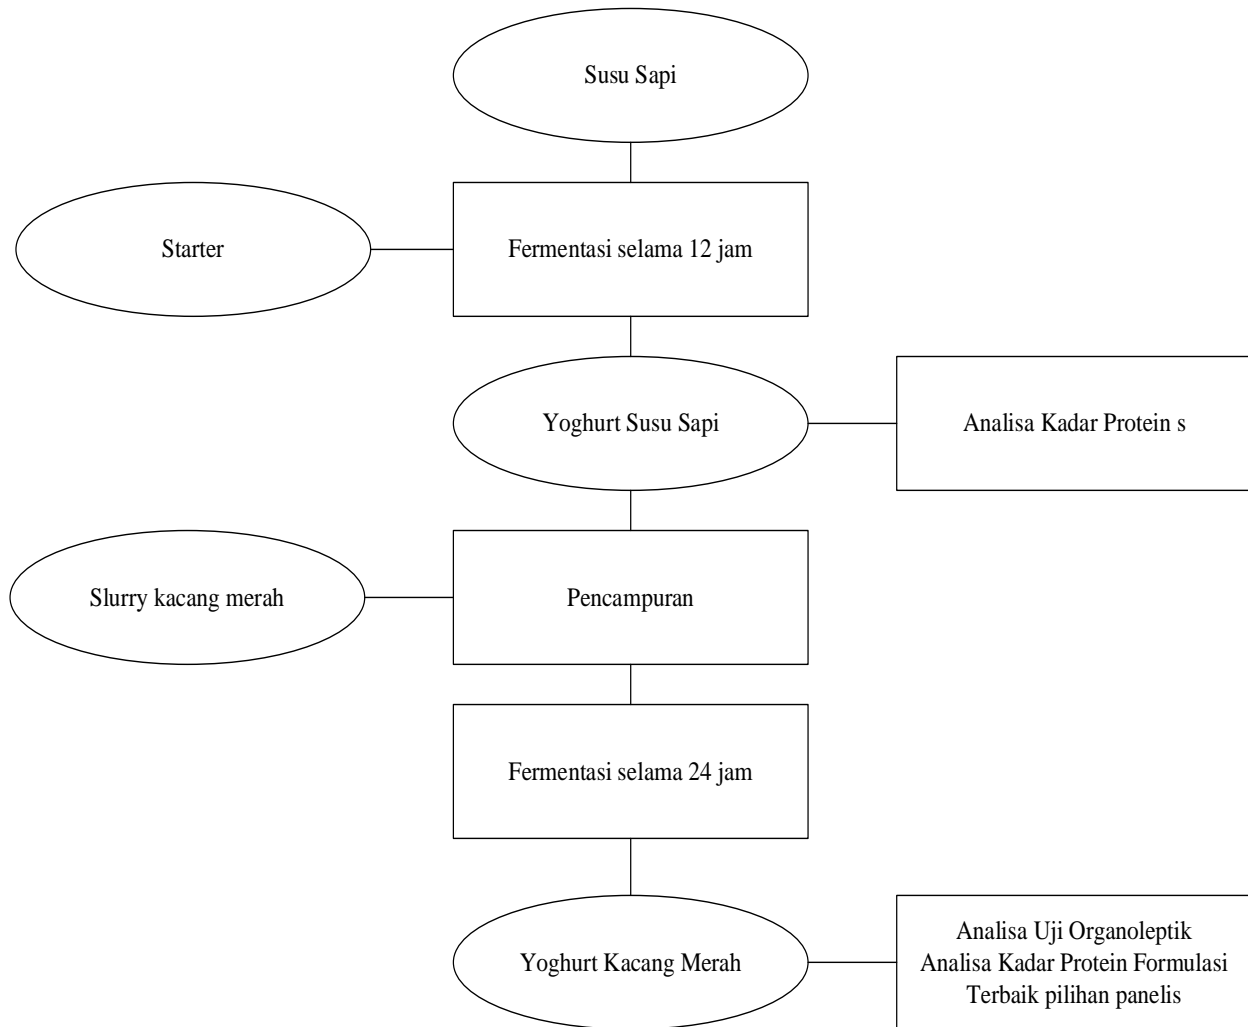 Susu Sapi
Starter
Fermentasi selama 12 jam
Yoghurt Susu Sapi
Analisa Kadar Protein s
Slurry kacang merah
Pencampuran
Fermentasi selama 24 jam
Yoghurt Kacang Merah
Analisa Uji Organoleptik
Analisa Kadar Protein Formulasi
Terbaik pilihan panelis